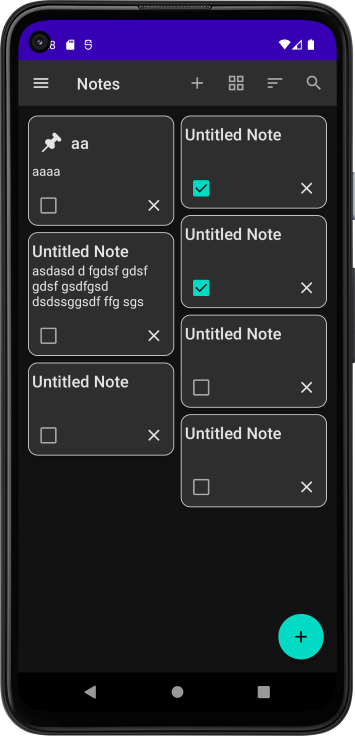 Notes
aa
aaaa
Untitled Note
asdasd d fgdsf gdsf
gdsf gsdfgsd
dsdssggsdf ffg sgs
Untitled Note
Untitled Note
Untitled Note
Untitled Note
Untitled Note